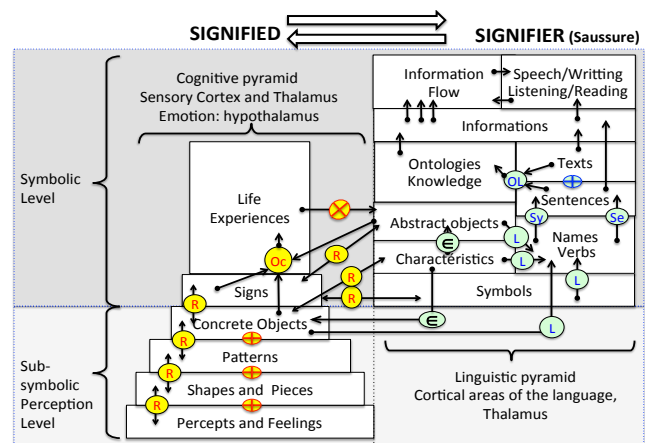 SIGNIFIED
SIGNIFIER (Saussure)
Cognitive pyramid
Sensory Cortex and Thalamus
Emotion: hypothalamus
Information
Flow
Speech/Writting
Listening/Reading
Informations
Symbolic
Level
Ontologies
Knowledge
Texts
OL
Sentences
Life
Experiences
Sy
Se
Abstract objects
L
Names
Verbs
Oc
R
∈
Characteristics
L
R
R
Signs
Symbols
L
R
Concrete Objects
∈
L
R
Patterns
Sub-
symbolic
Perception
Level
R
Shapes and Pieces
R
Percepts and Feelings
Linguistic pyramid
Cortical areas of the language,
Thalamus